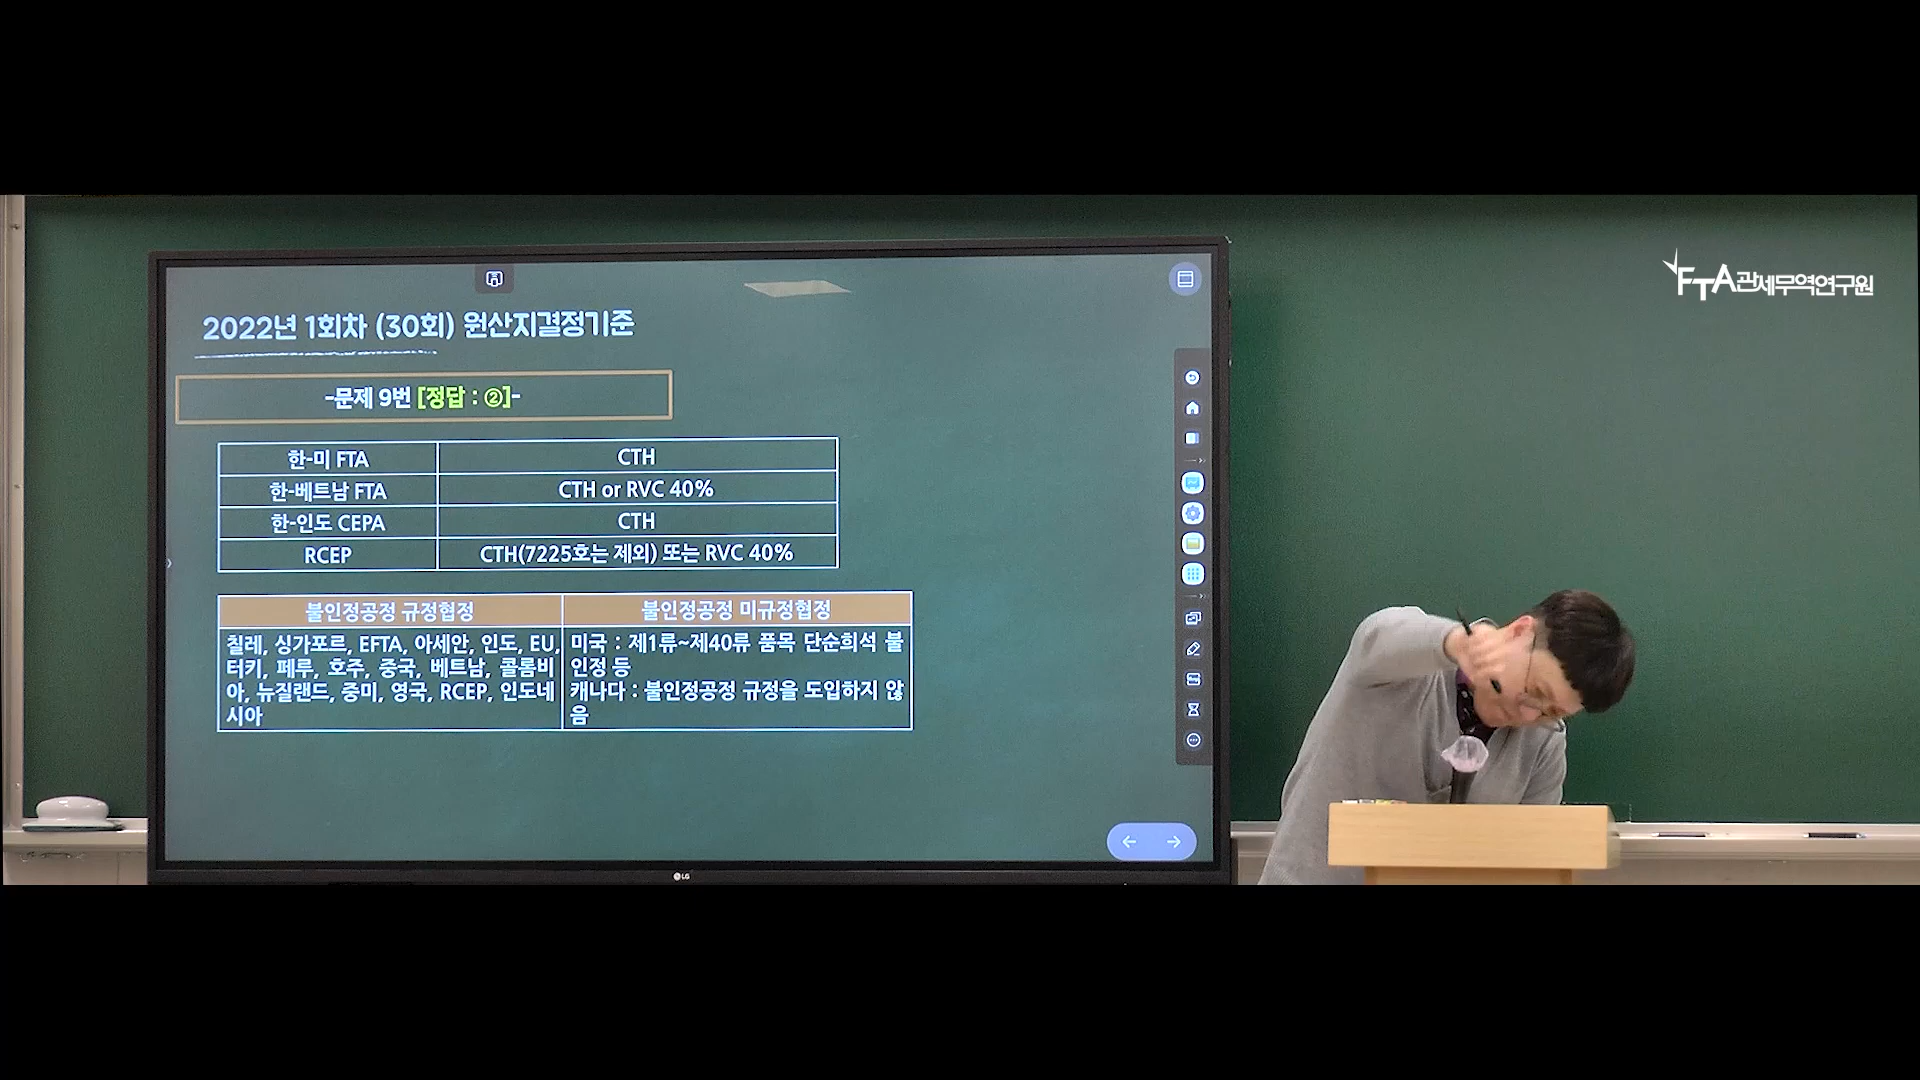 FTA관세무역연구원
2022년 1회차 (30회) 원산지결정기준
-문제 9번 [정답 : ②]-
한-미 FTA CTH
한-베트남 FTA CTH or RVC 40%
한-인도 CEPA CTH
RCEP CTH(7225호는 제외) 또는 RVC 40%
불인정공정 규정협정 불인정공정 미규정협정
칠레, 싱가포르, EFTA, 아세안, 인도, EU,
터키, 페루, 호주, 중국, 베트남, 콜롬비
아, 뉴질랜드, 중미, 영국, RCEP, 인도네
시아
미국 : 제1류~제40류 품목 단순희석 불
인정 등
캐나다 : 불인정공정 규정을 도입하지 않
음
LG